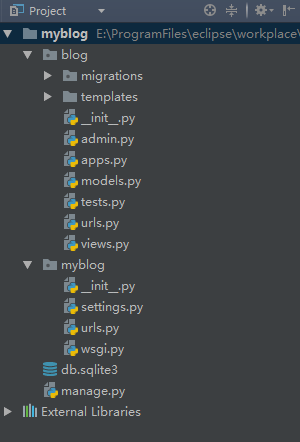 Project
myblog E:\ProgramFiles\eclipse\workplace\
blog
migrations
templates
__init__.py
admin.py
apps.py
models.py
tests.py
urls.py
views.py
myblog
__init__.py
settings.py
urls.py
wsgi.py
db.sqlite3
manage.py
External Libraries